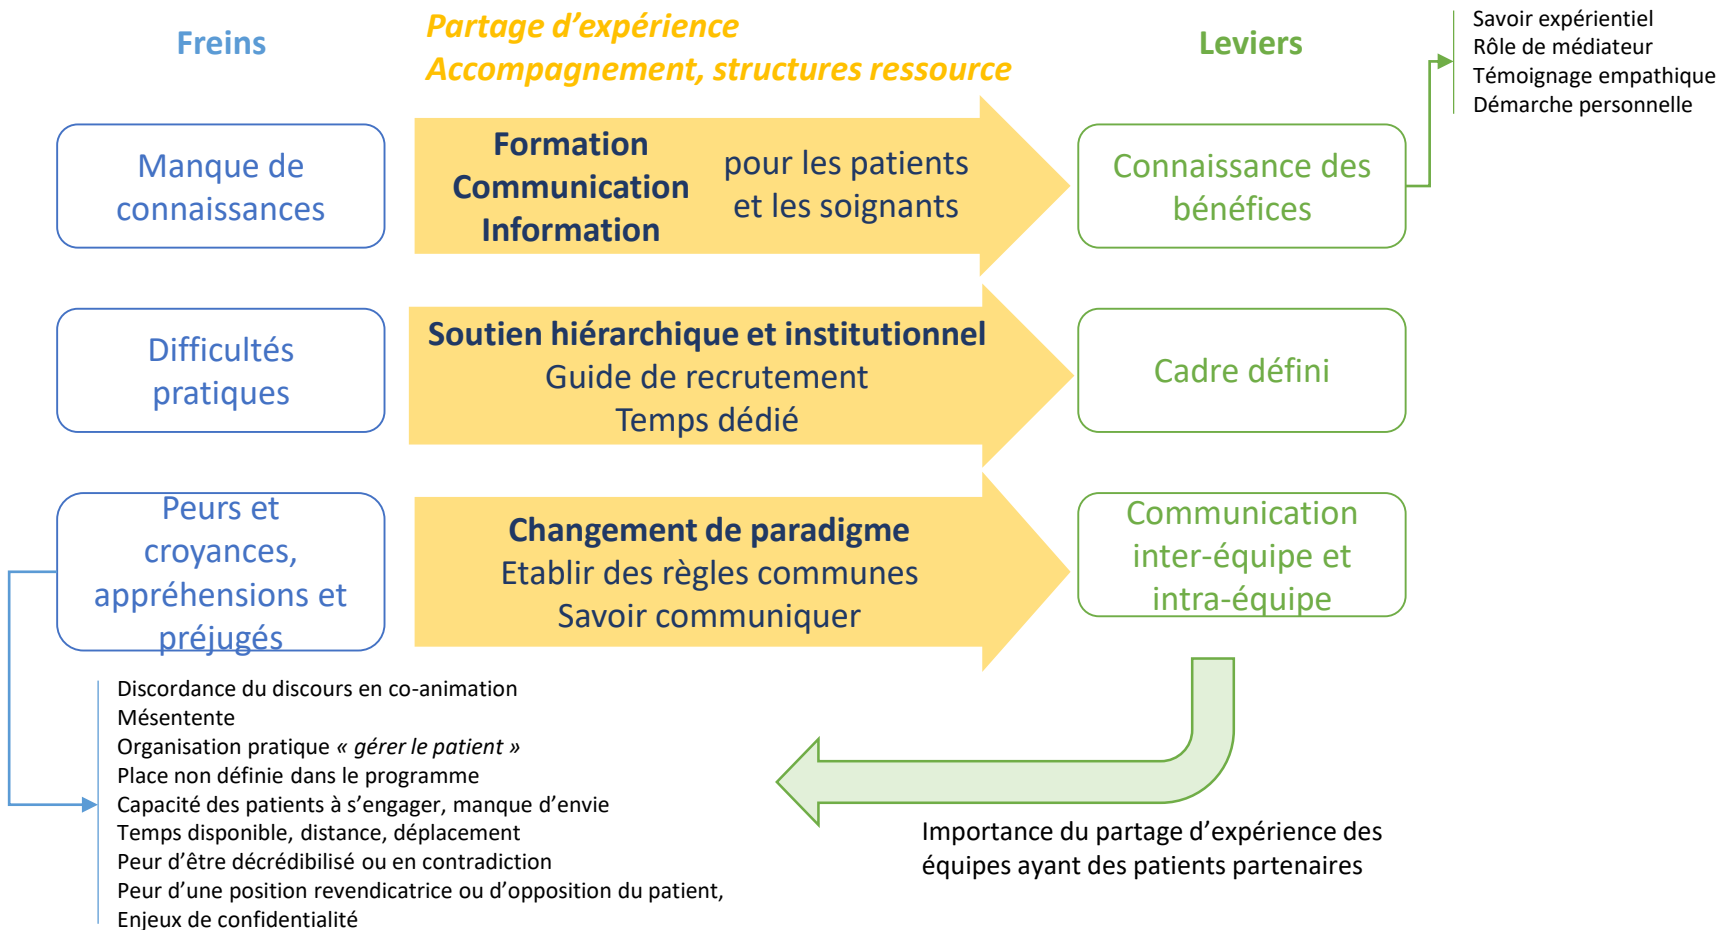 Freins
Partage d'expérience
Accompagnement, structures ressource
Leviers
Savoir expérientiel
Rôle de médiateur
Témoignage empathique
Démarche personnelle
Manque de
connaissances
Formation
Communication
Information
pour les patients
et les soignants
Connaissance des
bénéfices
Difficultés
pratiques
Soutien hiérarchique et institutionnel
Guide de recrutement
Temps dédié
Cadre défini
Peurs et
croyances,
appréhensions et
préjugés
Changement de paradigme
Etablir des règles communes
Savoir communiquer
Communication
inter-équipe et
intra-équipe
Discordance du discours en co-animation
Mésentente
Organisation pratique « gérer le patient »
Place non définie dans le programme
Capacité des patients à s'engager, manque d'envie
Temps disponible, distance, déplacement
Peur d'être décrédibilisé ou en contradiction
Peur d'une position revendicatrice ou d'opposition du patient,
Enjeux de confidentialité
Importance du partage d'expérience des
équipes ayant des patients partenaires